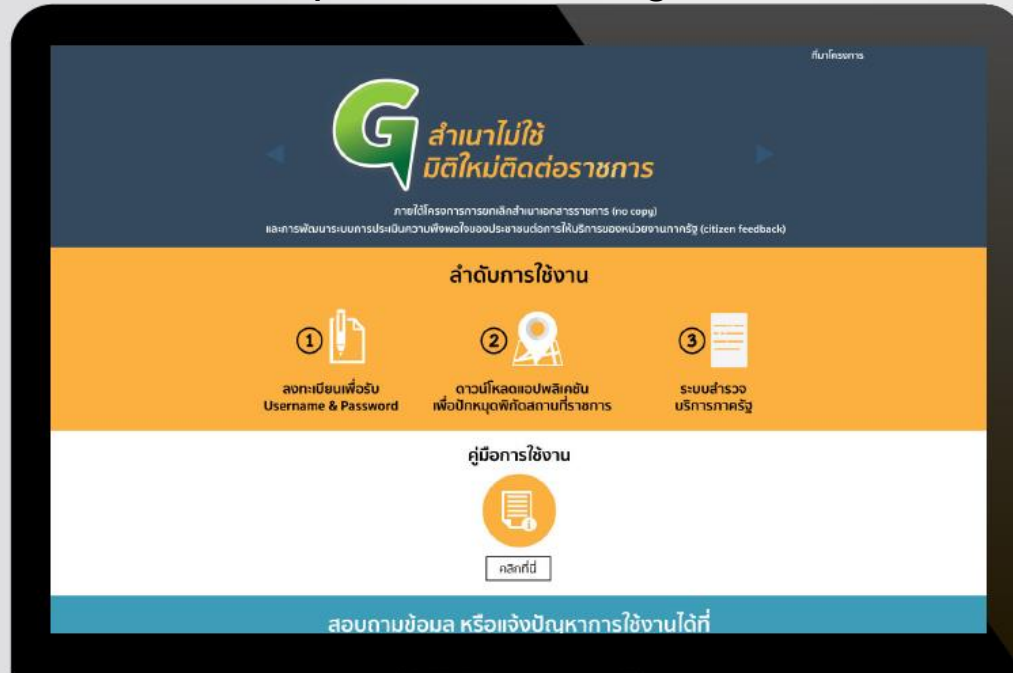 ที่มาโครงการ
G
สำเนาไม่ใช้
มิติใหม่ติดต่อราชการ
ภายใต้โครงการการยกเลิกสำเนาเอกสารราชการ (no copy)
และการพัฒนาระบบการประเมินความพึงพอใจของประชาชนต่อการให้บริการของหน่วยงานภาครัฐ (citizen feedback)
ลำดับการใช้งาน
1
2
3
ลงทะเบียนเพื่อรับ
Username & Password
ดาวน์โหลดแอปพลิเคชัน
เพื่อปักหมุดพิกัดสถานที่ราชการ
ระบบสำรวจ
บริการภาครัฐ
คู่มือการใช้งาน
คลิกที่นี่
สอบถามข้อมูล หรือแจ้งปัญหาการใช้งานได้ที่